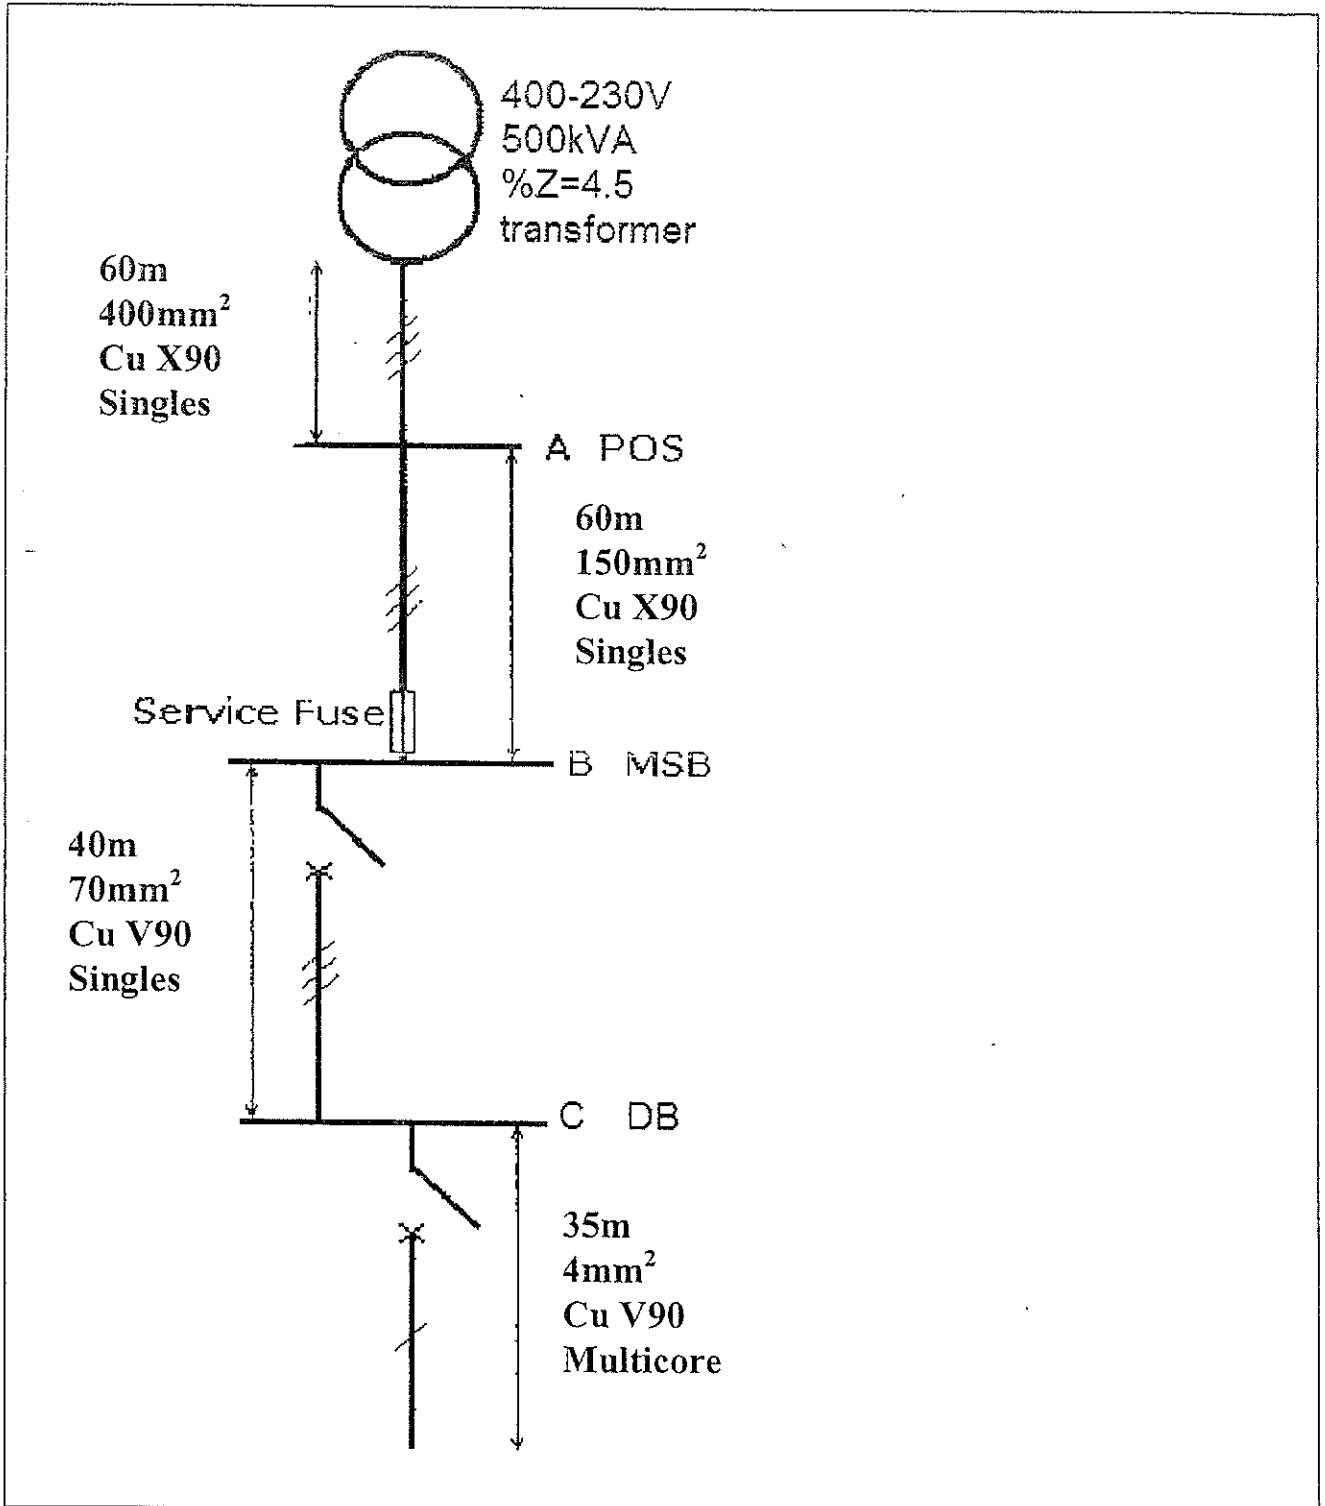 400-230V
500kVA
%Z=4.5
transformer
60m
400mm²
Cu X90
Singles
A POS
60m
150mm²
Cu X90
Singles
Service Fuse
B MSB
40m
70mm²
Cu V90
Singles
C DB
35m
4mm²
Cu V90
Multicore